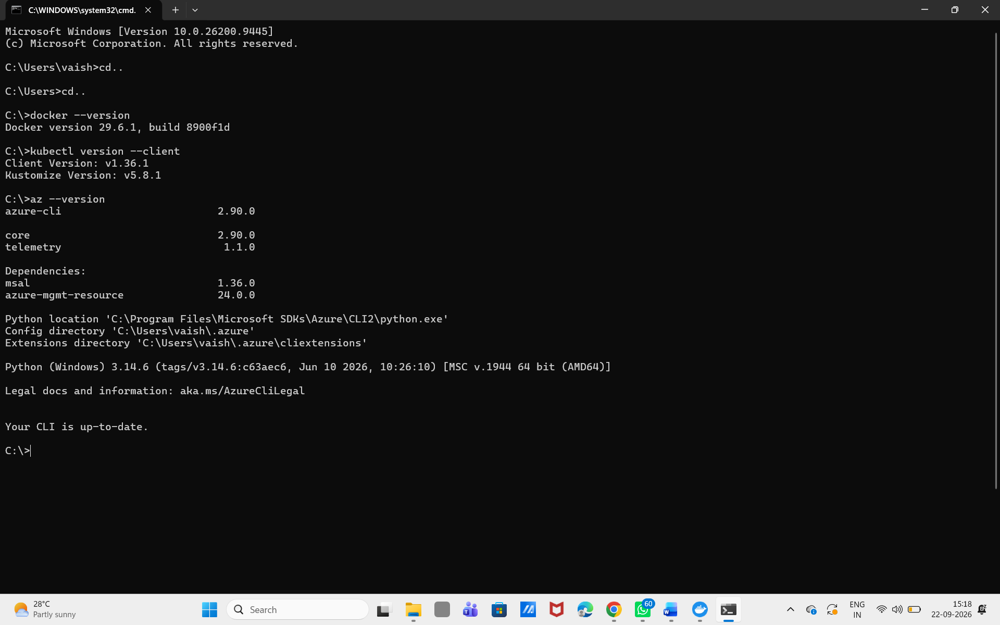 C:\WINDOWS\system32\cmd.
Microsoft Windows [Version 10.0.26200.9445]
(c) Microsoft Corporation. All rights reserved.
C:\Users\vaish>cd..
C:\Users>cd..
C:\>docker --version
Docker version 29.6.1, build 8900f1d
C:\>kubectl version --client
Client Version: v1.36.1
Kustomize Version: v5.8.1
C:\>az --version
azure-cli                         2.90.0
core                              2.90.0
telemetry                          1.1.0
Dependencies:
msal                              1.36.0
azure-mgmt-resource               24.0.0
Python location 'C:\Program Files\Microsoft SDKs\Azure\CLI2\python.exe'
Config directory 'C:\Users\vaish\.azure'
Extensions directory 'C:\Users\vaish\.azure\cliextensions'
Python (Windows) 3.14.6 (tags/v3.14.6:c63aec6, Jun 10 2026, 10:26:10) [MSC v.1944 64 bit (AMD64)]
Legal docs and information: aka.ms/AzureCliLegal
Your CLI is up-to-date.
C:\>
28°C
Partly sunny
Search
60
ENG
IN
15:18
22-09-2026